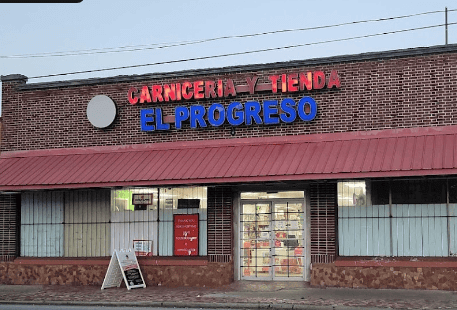 CARNICERIA Y TIENDA
EL PROGRESO